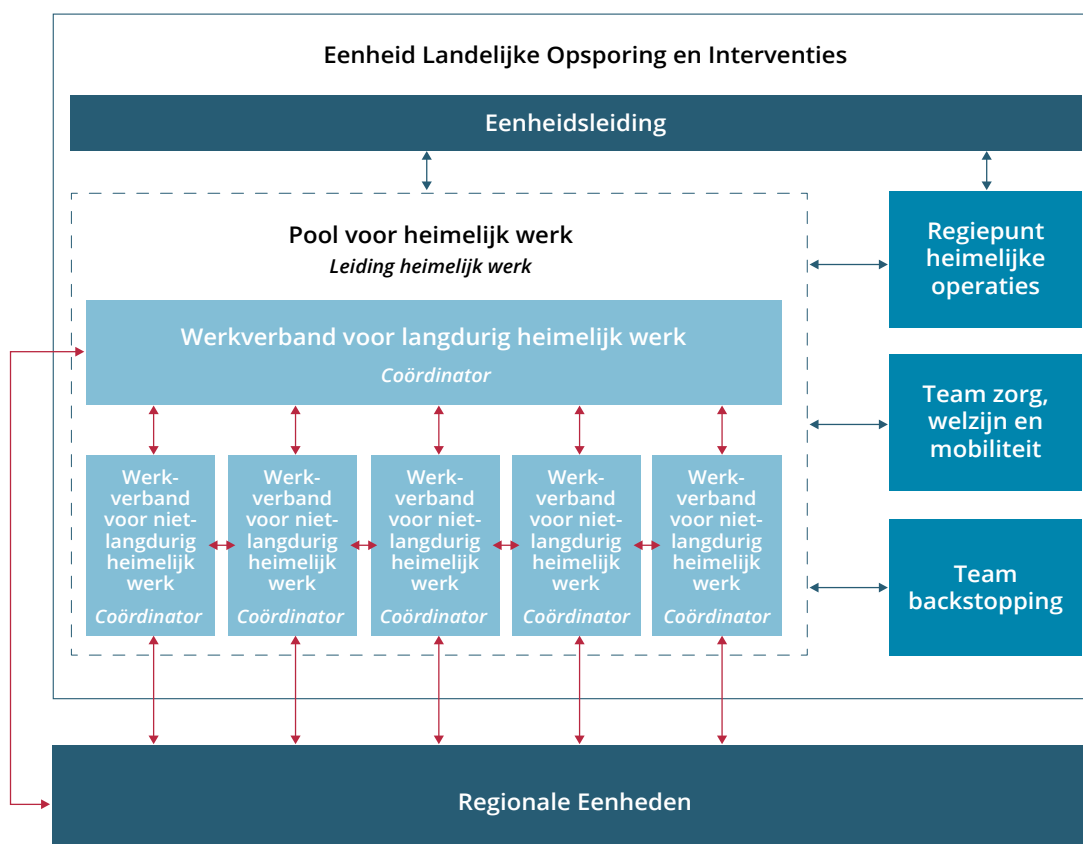 Eenheid Landelijke Opsporing en Interventies
Eenheidsleiding
Pool voor heimelijk werk
Leiding heimelijk werk
Werkverband voor langdurig heimelijk werk
Coördinator
Werk-
verband
voor niet-
langdurig
heimelijk
werk
Coördinator
Werk-
verband
voor niet-
langdurig
heimelijk
werk
Coördinator
Werk-
verband
voor niet-
langdurig
heimelijk
werk
Coördinator
Werk-
verband
voor niet-
langdurig
heimelijk
werk
Coördinator
Werk-
verband
voor niet-
langdurig
heimelijk
werk
Coördinator
Regiepunt
heimelijke
operaties
Team zorg,
welzijn en
mobiliteit
Team
backstopping
Regionale Eenheden